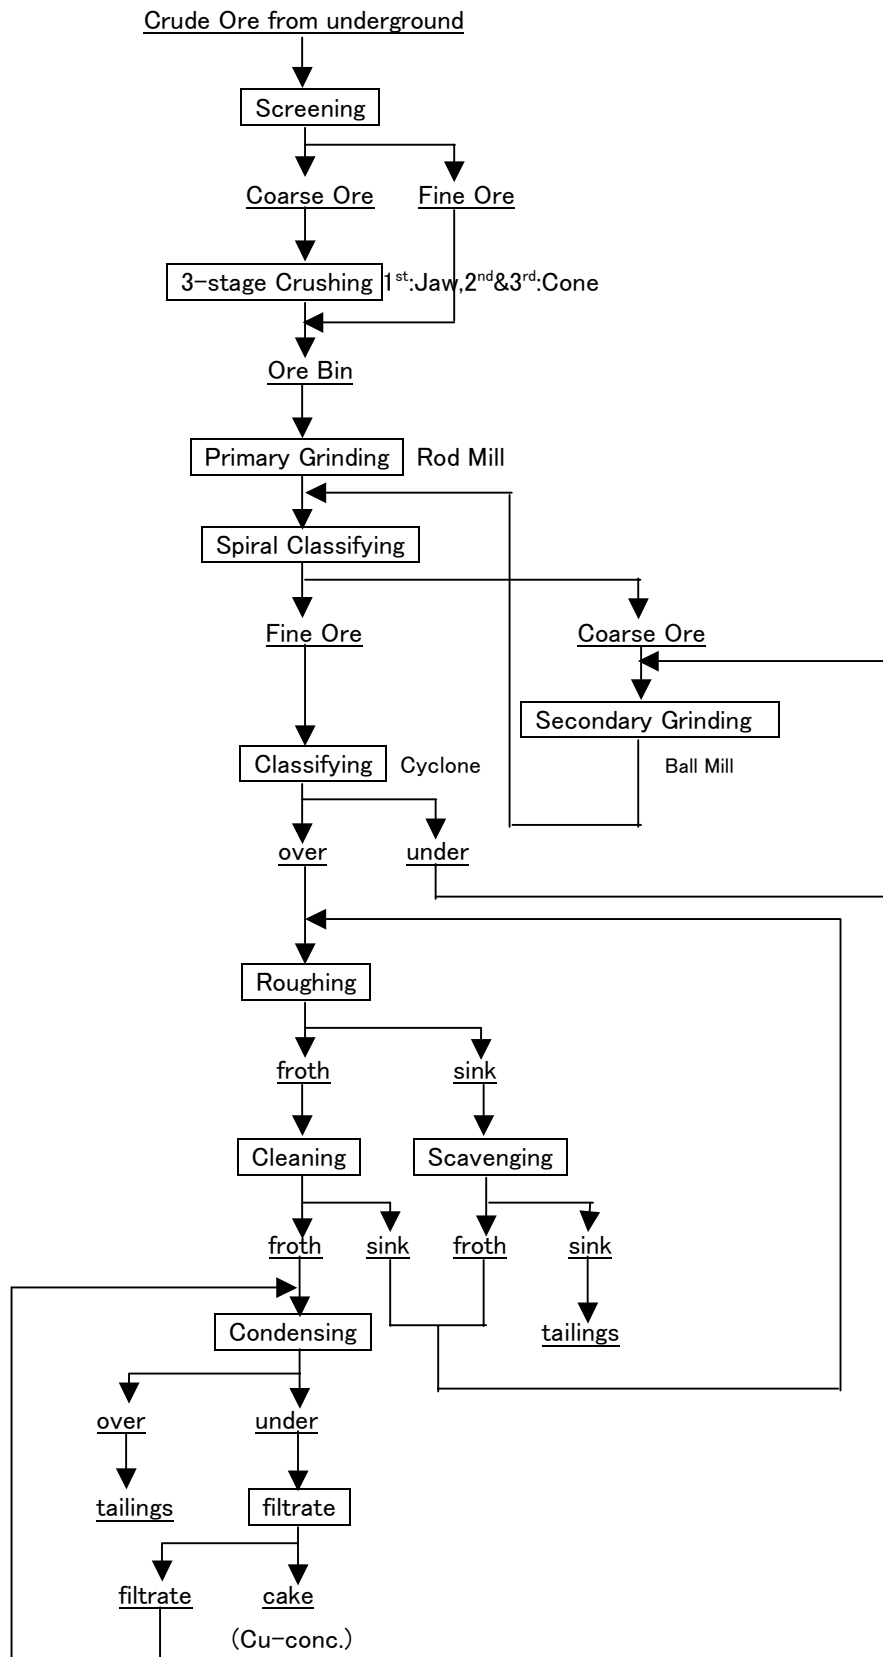 Crude Ore from underground
Screening
Coarse Ore Fine Ore
3-stage Crushing 1st:Jaw,2nd&3rd:Cone
Ore Bin
Primary Grinding Rod Mill
Spiral Classifying
Fine Ore Coarse Ore
Secondary Grinding
Classifying Cyclone Ball Mill
over under
Roughing
froth sink
Cleaning Scavenging
froth sink froth sink
Condensing tailings
over under
tailings filtrate
filtrate cake
(Cu-conc.)